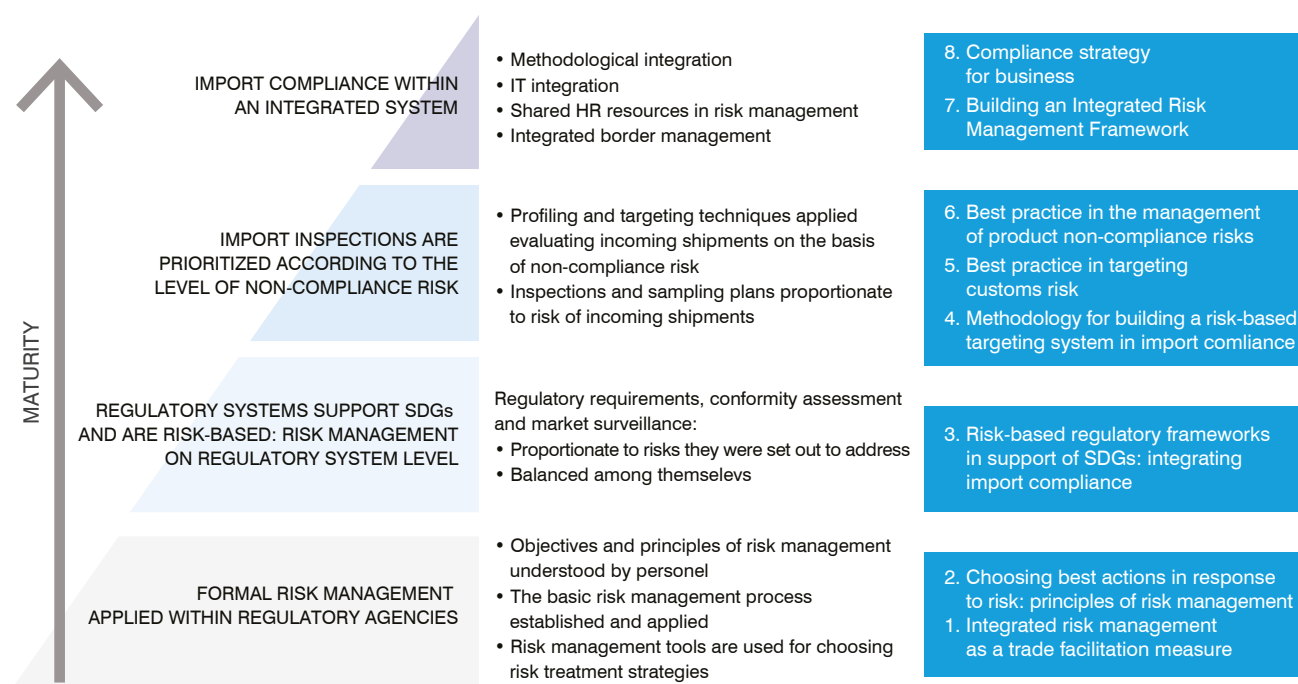 IMPORT COMPLIANCE WITHIN
AN INTEGRATED SYSTEM
• Methodological integration
• IT integration
• Shared HR resources in risk management
• Integrated border management
8. Compliance strategy
for business
7. Building an Integrated Risk
Management Framework
IMPORT INSPECTIONS ARE
PRIORITIZED ACCORDING TO THE
LEVEL OF NON-COMPLIANCE RISK
• Profiling and targeting techniques applied
evaluating incoming shipments on the basis
of non-compliance risk
• Inspections and sampling plans proportionate
to risk of incoming shipments
6. Best practice in the management
of product non-compliance risks
5. Best practice in targeting
customs risk
4. Methodology for building a risk-based
targeting system in import comliance
MATURITY
REGULATORY SYSTEMS SUPPORT SDGs
AND ARE RISK-BASED: RISK MANAGEMENT
ON REGULATORY SYSTEM LEVEL
Regulatory requirements, conformity assessment
and market surveillance:
• Proportionate to risks they were set out to address
• Balanced among themselevs
3. Risk-based regulatory frameworks
in support of SDGs: integrating
import compliance
FORMAL RISK MANAGEMENT
APPLIED WITHIN REGULATORY AGENCIES
• Objectives and principles of risk management
understood by personel
• The basic risk management process
established and applied
• Risk management tools are used for choosing
risk treatment strategies
2. Choosing best actions in response
to risk: principles of risk management
1. Integrated risk management
as a trade facilitation measure